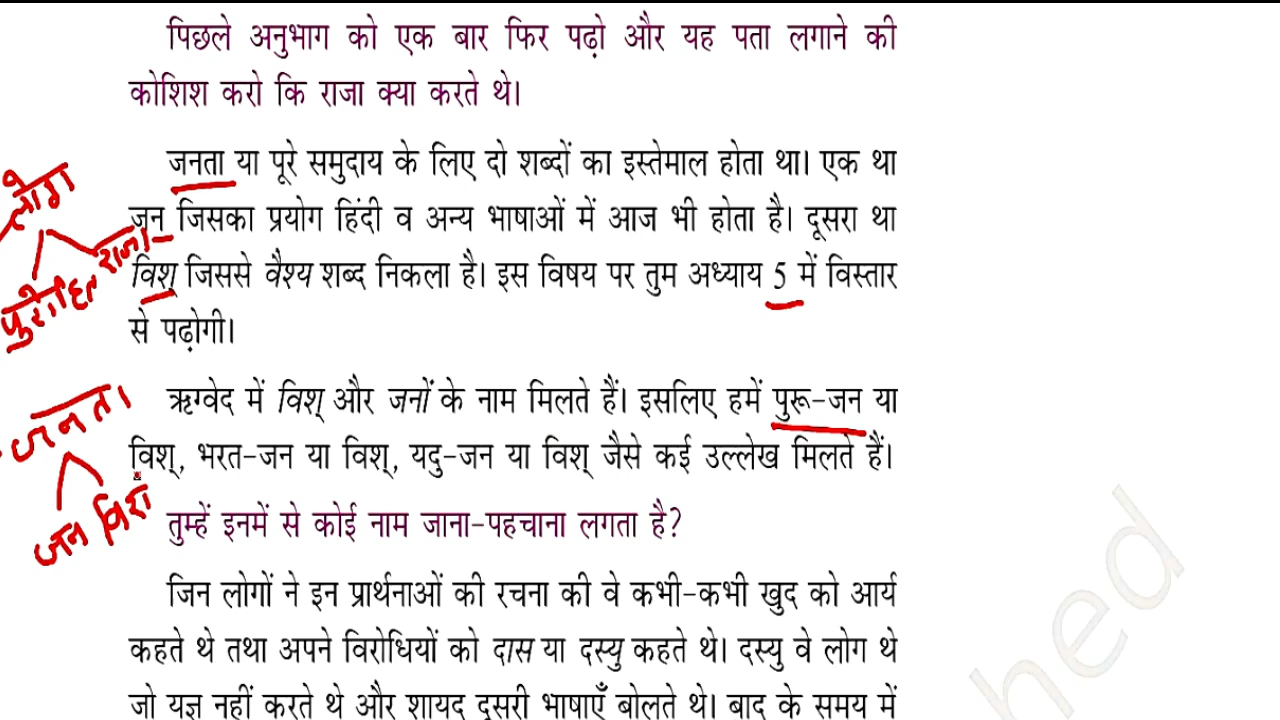 पिछले अनुभाग को एक बार फिर पढ़ो और यह पता लगाने की
कोशिश करो कि राजा क्या करते थे।
जनता या पूरे समुदाय के लिए दो शब्दों का इस्तेमाल होता था। एक था
जन जिसका प्रयोग हिंदी व अन्य भाषाओं में आज भी होता है। दूसरा था
विश् जिससे वैश्य शब्द निकला है। इस विषय पर तुम अध्याय 5 में विस्तार
से पढ़ोगी।
ऋग्वेद में विश् और जनों के नाम मिलते हैं। इसलिए हमें पुरू-जन या
विश्, भरत-जन या विश्, यदु-जन या विश् जैसे कई उल्लेख मिलते हैं।
तुम्हें इनमें से कोई नाम जाना-पहचाना लगता है?
जिन लोगों ने इन प्रार्थनाओं की रचना की वे कभी-कभी खुद को आर्य
कहते थे तथा अपने विरोधियों को दास या दस्यु कहते थे। दस्यु वे लोग थे
जो यज्ञ नहीं करते थे और शायद दूसरी भाषाएँ बोलते थे। बाद के समय में
लोग
पुरोहित राजा
जनता
जन विश
hed